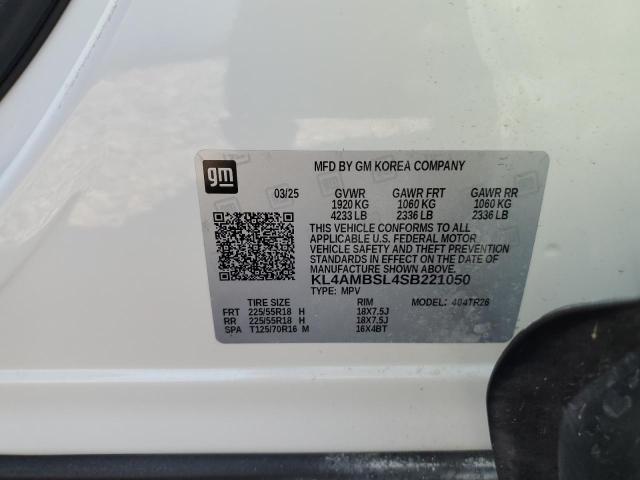 gm
MFD BY GM KOREA COMPANY
03/25 GVWR GAWR FRT GAWR RR
1920 KG 1060 KG 1060 KG
4233 LB 2336 LB 2336 LB
THIS VEHICLE CONFORMS TO ALL
APPLICABLE U.S. FEDERAL MOTOR
VEHICLE SAFETY AND THEFT PREVENTION
STANDARDS IN EFFECT ON THE DATE OF
MANUFACTURE SHOWN ABOVE.
KL4AMBSL4SB221050
TYPE: MPV MODEL: 404TR26
TIRE SIZE RIM
FRT 225/55R18 H 18X7.5J
RR 225/55R18 H 18X7.5J
SPA T125/70R16 M 16X4BT